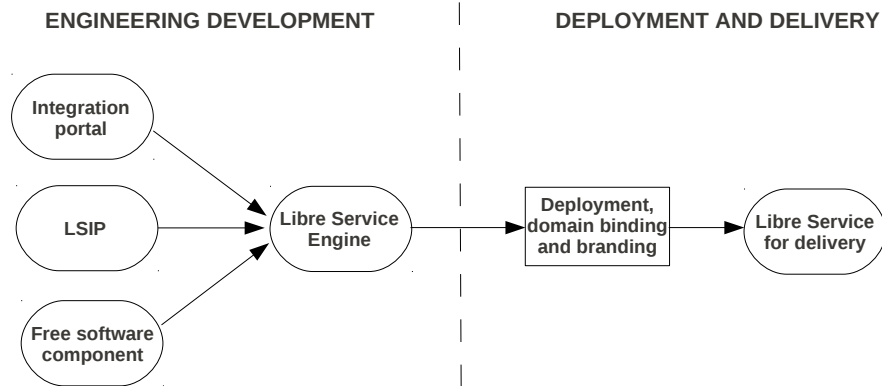 ENGINEERING DEVELOPMENT
DEPLOYMENT AND DELIVERY
Integration
portal
LSIP
Free software
component
Libre Service
Engine
Deployment,
domain binding
and branding
Libre Service
for delivery